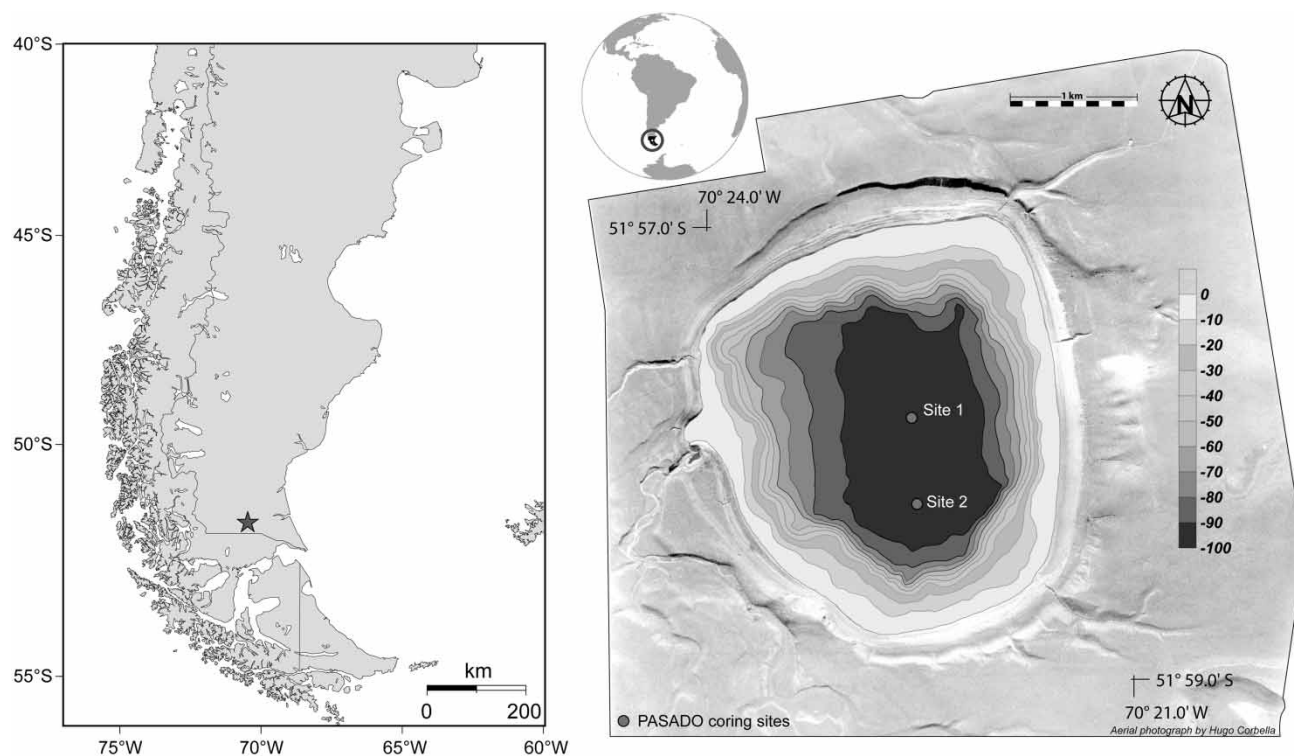 40°S
45°S
50°S
55°S
75°W
70°W
65°W
60°W
km
0
200
1 km
N
70° 24.0' W
51° 57.0' S
0
-10
-20
-30
-40
-50
-60
-70
-80
-90
-100
Site 1
Site 2
51° 59.0' S
70° 21.0' W
PASADO coring sites
Aerial photograph by Hugo Corbella